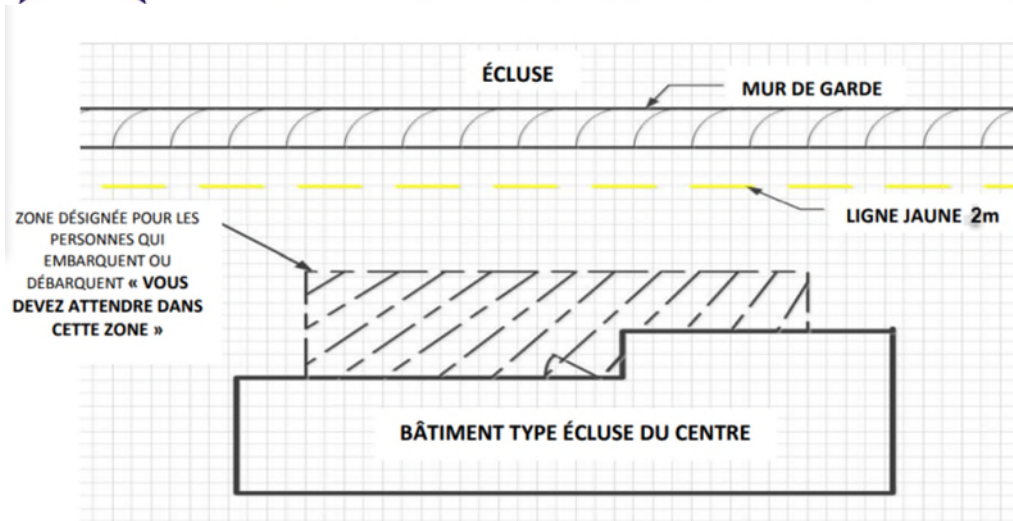 ÉCLUSE
MUR DE GARDE
LIGNE JAUNE 2m
ZONE DÉSIGNÉE POUR LES
PERSONNES QUI
EMBARQUENT OU
DÉBARQUENT « VOUS
DEVEZ ATTENDRE DANS
CETTE ZONE »
BÂTIMENT TYPE ÉCLUSE DU CENTRE